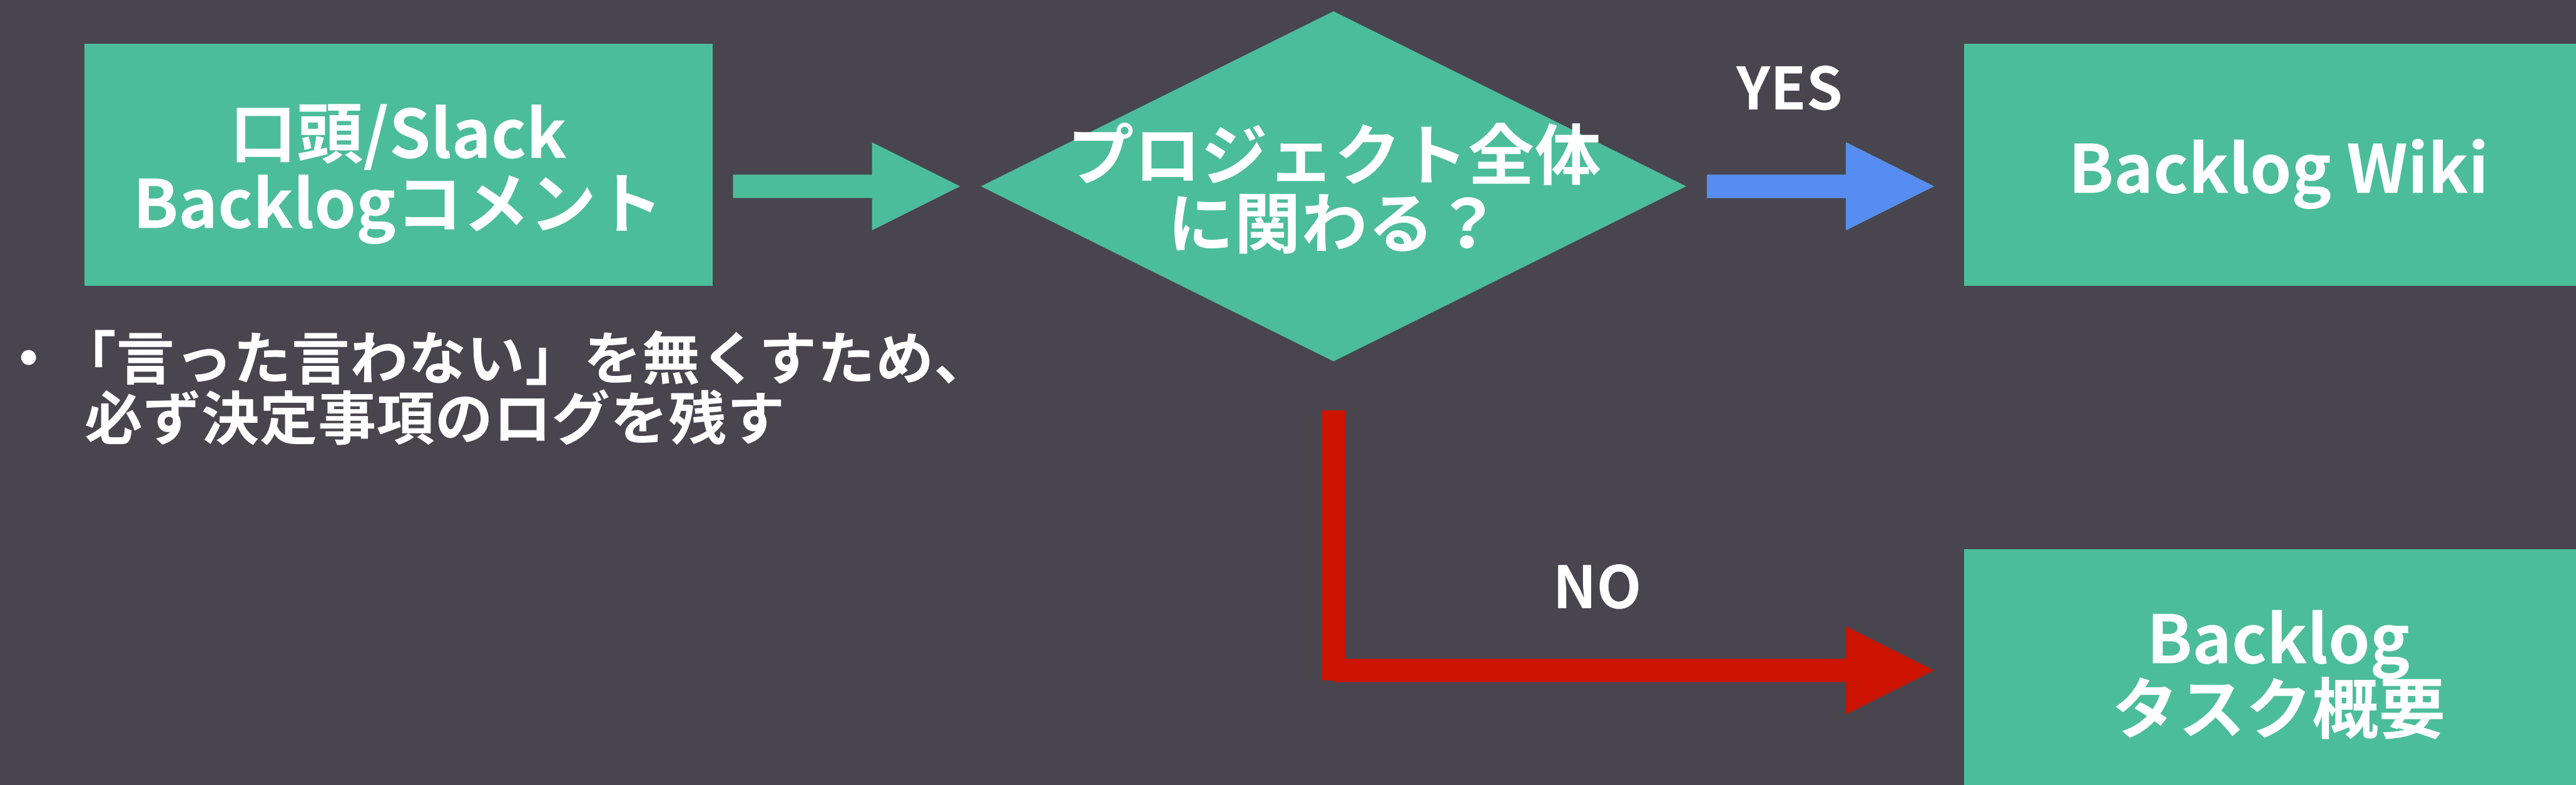 口頭/Slack
Backlogコメント
プロジェクト全体
に関わる？
YES
Backlog Wiki
・「言った言わない」を無くすため、
必ず決定事項のログを残す
NO
Backlog
タスク概要